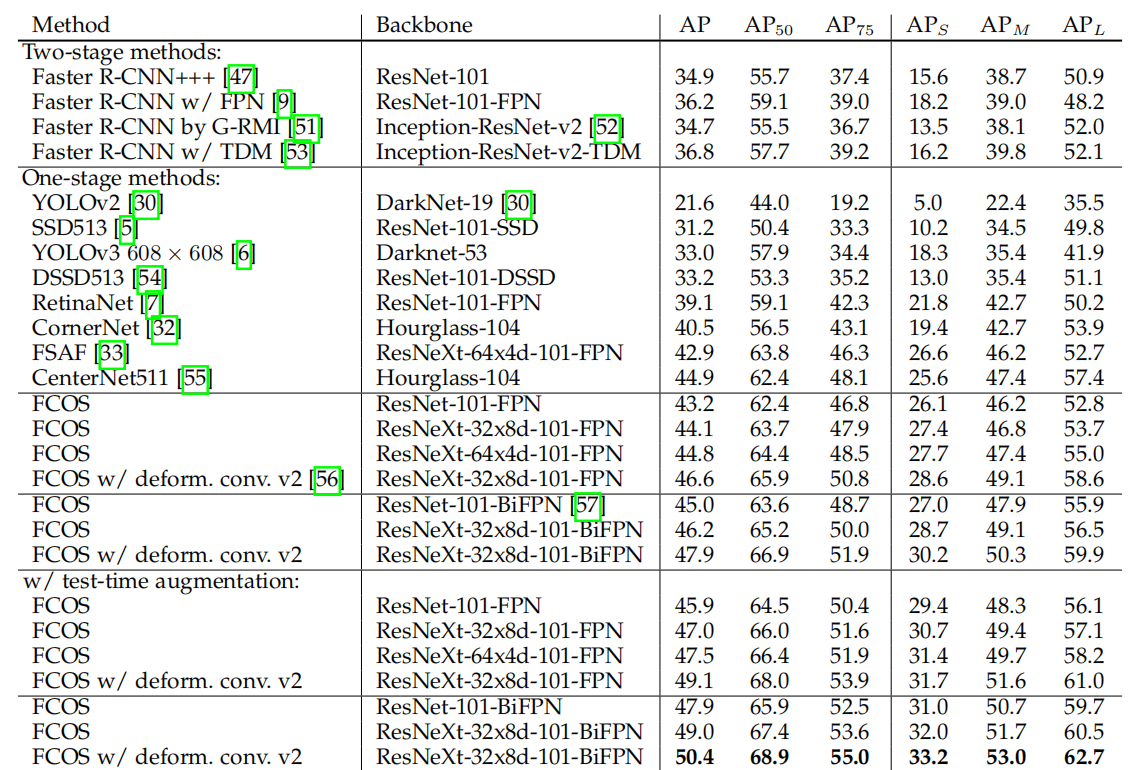 Method Backbone AP AP50 AP75 APS APM APL
Two-stage methods:
Faster R-CNN+++ [47] ResNet-101 34.9 55.7 37.4 15.6 38.7 50.9
Faster R-CNN w/ FPN [9] ResNet-101-FPN 36.2 59.1 39.0 18.2 39.0 48.2
Faster R-CNN by G-RMI [51] Inception-ResNet-v2 [52] 34.7 55.5 36.7 13.5 38.1 52.0
Faster R-CNN w/ TDM [53] Inception-ResNet-v2-TDM 36.8 57.7 39.2 16.2 39.8 52.1
One-stage methods:
YOLOv2 [30] DarkNet-19 [30] 21.6 44.0 19.2 5.0 22.4 35.5
SSD513 [5] ResNet-101-SSD 31.2 50.4 33.3 10.2 34.5 49.8
YOLOv3 608 × 608 [6] Darknet-53 33.0 57.9 34.4 18.3 35.4 41.9
DSSD513 [54] ResNet-101-DSSD 33.2 53.3 35.2 13.0 35.4 51.1
RetinaNet [7] ResNet-101-FPN 39.1 59.1 42.3 21.8 42.7 50.2
CornerNet [32] Hourglass-104 40.5 56.5 43.1 19.4 42.7 53.9
FSAF [33] ResNeXt-64x4d-101-FPN 42.9 63.8 46.3 26.6 46.2 52.7
CenterNet511 [55] Hourglass-104 44.9 62.4 48.1 25.6 47.4 57.4
FCOS ResNet-101-FPN 43.2 62.4 46.8 26.1 46.2 52.8
FCOS ResNeXt-32x8d-101-FPN 44.1 63.7 47.9 27.4 46.8 53.7
FCOS ResNeXt-64x4d-101-FPN 44.8 64.4 48.5 27.7 47.4 55.0
FCOS w/ deform. conv. v2 [56] ResNeXt-32x8d-101-FPN 46.6 65.9 50.8 28.6 49.1 58.6
FCOS ResNet-101-BiFPN [57] 45.0 63.6 48.7 27.0 47.9 55.9
FCOS ResNeXt-32x8d-101-BiFPN 46.2 65.2 50.0 28.7 49.1 56.5
FCOS w/ deform. conv. v2 ResNeXt-32x8d-101-BiFPN 47.9 66.9 51.9 30.2 50.3 59.9
w/ test-time augmentation:
FCOS ResNet-101-FPN 45.9 64.5 50.4 29.4 48.3 56.1
FCOS ResNeXt-32x8d-101-FPN 47.0 66.0 51.6 30.7 49.4 57.1
FCOS ResNeXt-64x4d-101-FPN 47.5 66.4 51.9 31.4 49.7 58.2
FCOS w/ deform. conv. v2 ResNeXt-32x8d-101-FPN 49.1 68.0 53.9 31.7 51.6 61.0
FCOS ResNet-101-BiFPN 47.9 65.9 52.5 31.0 50.7 59.7
FCOS ResNeXt-32x8d-101-BiFPN 49.0 67.4 53.6 32.0 51.7 60.5
FCOS w/ deform. conv. v2 ResNeXt-32x8d-101-BiFPN 50.4 68.9 55.0 33.2 53.0 62.7